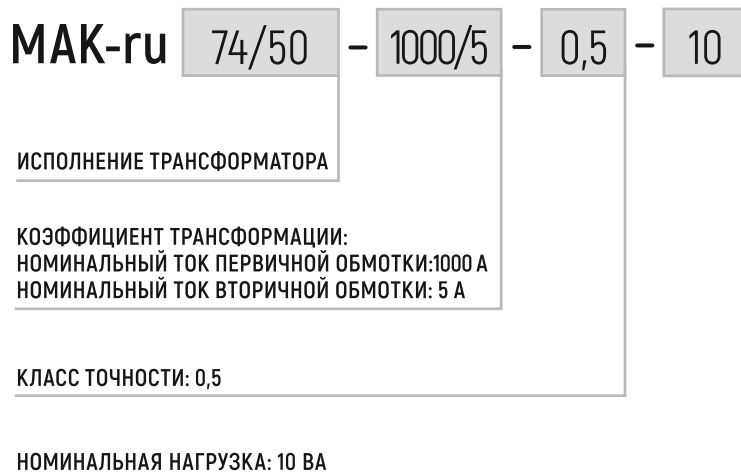 MAK-ru 74/50 - 1000/5 - 0,5 - 10
ИСПОЛНЕНИЕ ТРАНСФОРМАТОРА
КОЭФФИЦИЕНТ ТРАНСФОРМАЦИИ:
НОМИНАЛЬНЫЙ ТОК ПЕРВИЧНОЙ ОБМОТКИ:1000 А
НОМИНАЛЬНЫЙ ТОК ВТОРИЧНОЙ ОБМОТКИ: 5 А
КЛАСС ТОЧНОСТИ: 0,5
НОМИНАЛЬНАЯ НАГРУЗКА: 10 ВА